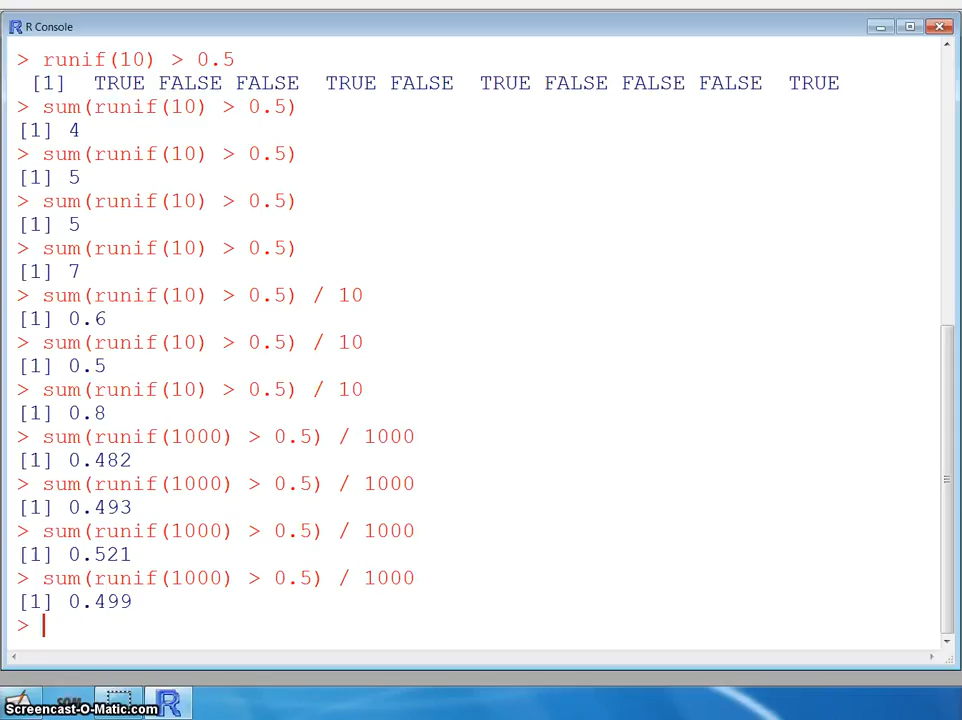 R Console
> runif(10) > 0.5
[1] TRUE FALSE FALSE TRUE FALSE TRUE FALSE FALSE FALSE TRUE
> sum(runif(10) > 0.5)
[1] 4
> sum(runif(10) > 0.5)
[1] 5
> sum(runif(10) > 0.5)
[1] 5
> sum(runif(10) > 0.5)
[1] 7
> sum(runif(10) > 0.5) / 10
[1] 0.6
> sum(runif(10) > 0.5) / 10
[1] 0.5
> sum(runif(10) > 0.5) / 10
[1] 0.8
> sum(runif(1000) > 0.5) / 1000
[1] 0.482
> sum(runif(1000) > 0.5) / 1000
[1] 0.493
> sum(runif(1000) > 0.5) / 1000
[1] 0.521
> sum(runif(1000) > 0.5) / 1000
[1] 0.499
>
Screencast-O-Matic.com